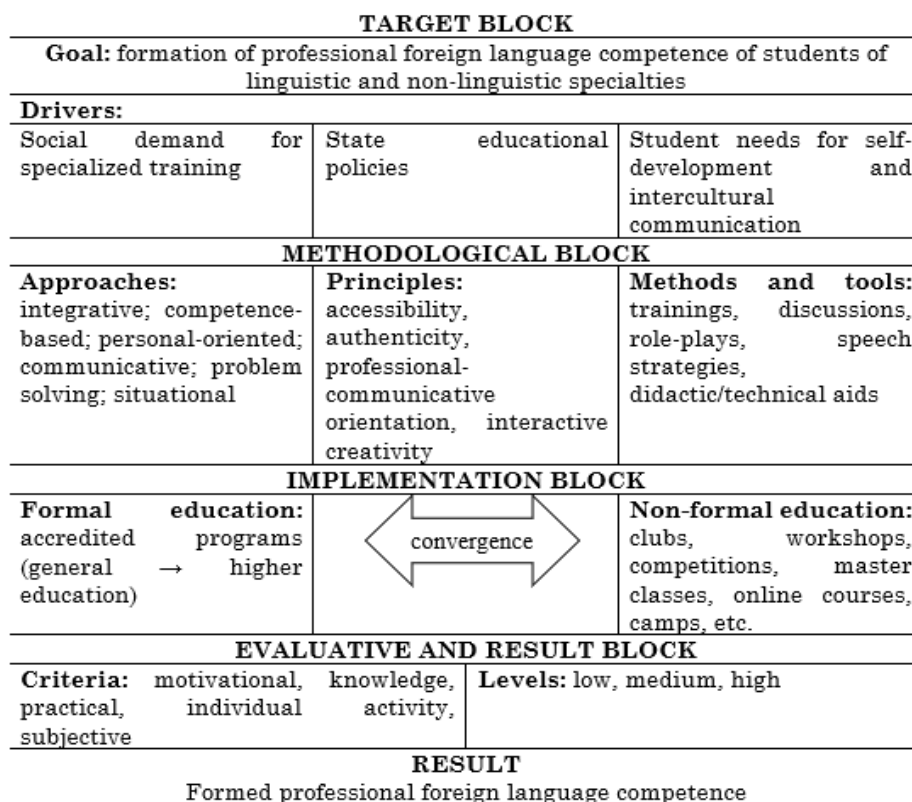 TARGET BLOCK
Goal: formation of professional foreign language competence of students of
linguistic and non-linguistic specialties
Drivers:
Social demand for
specialized training
State educational
policies
Student needs for self-
development and
intercultural
communication
METHODOLOGICAL BLOCK
Approaches:
integrative; competence-
based; personal-oriented;
communicative; problem
solving; situational
Principles:
accessibility,
authenticity,
professional-
communicative
orientation, interactive
creativity
Methods and tools:
trainings, discussions,
role-plays, speech
strategies,
didactic/technical aids
IMPLEMENTATION BLOCK
Formal education:
accredited programs
(general → higher
education)
convergence
Non-formal education:
clubs, workshops,
competitions, master
classes, online courses,
camps, etc.
EVALUATIVE AND RESULT BLOCK
Criteria: motivational, knowledge,
practical, individual activity,
subjective
Levels: low, medium, high
RESULT
Formed professional foreign language competence